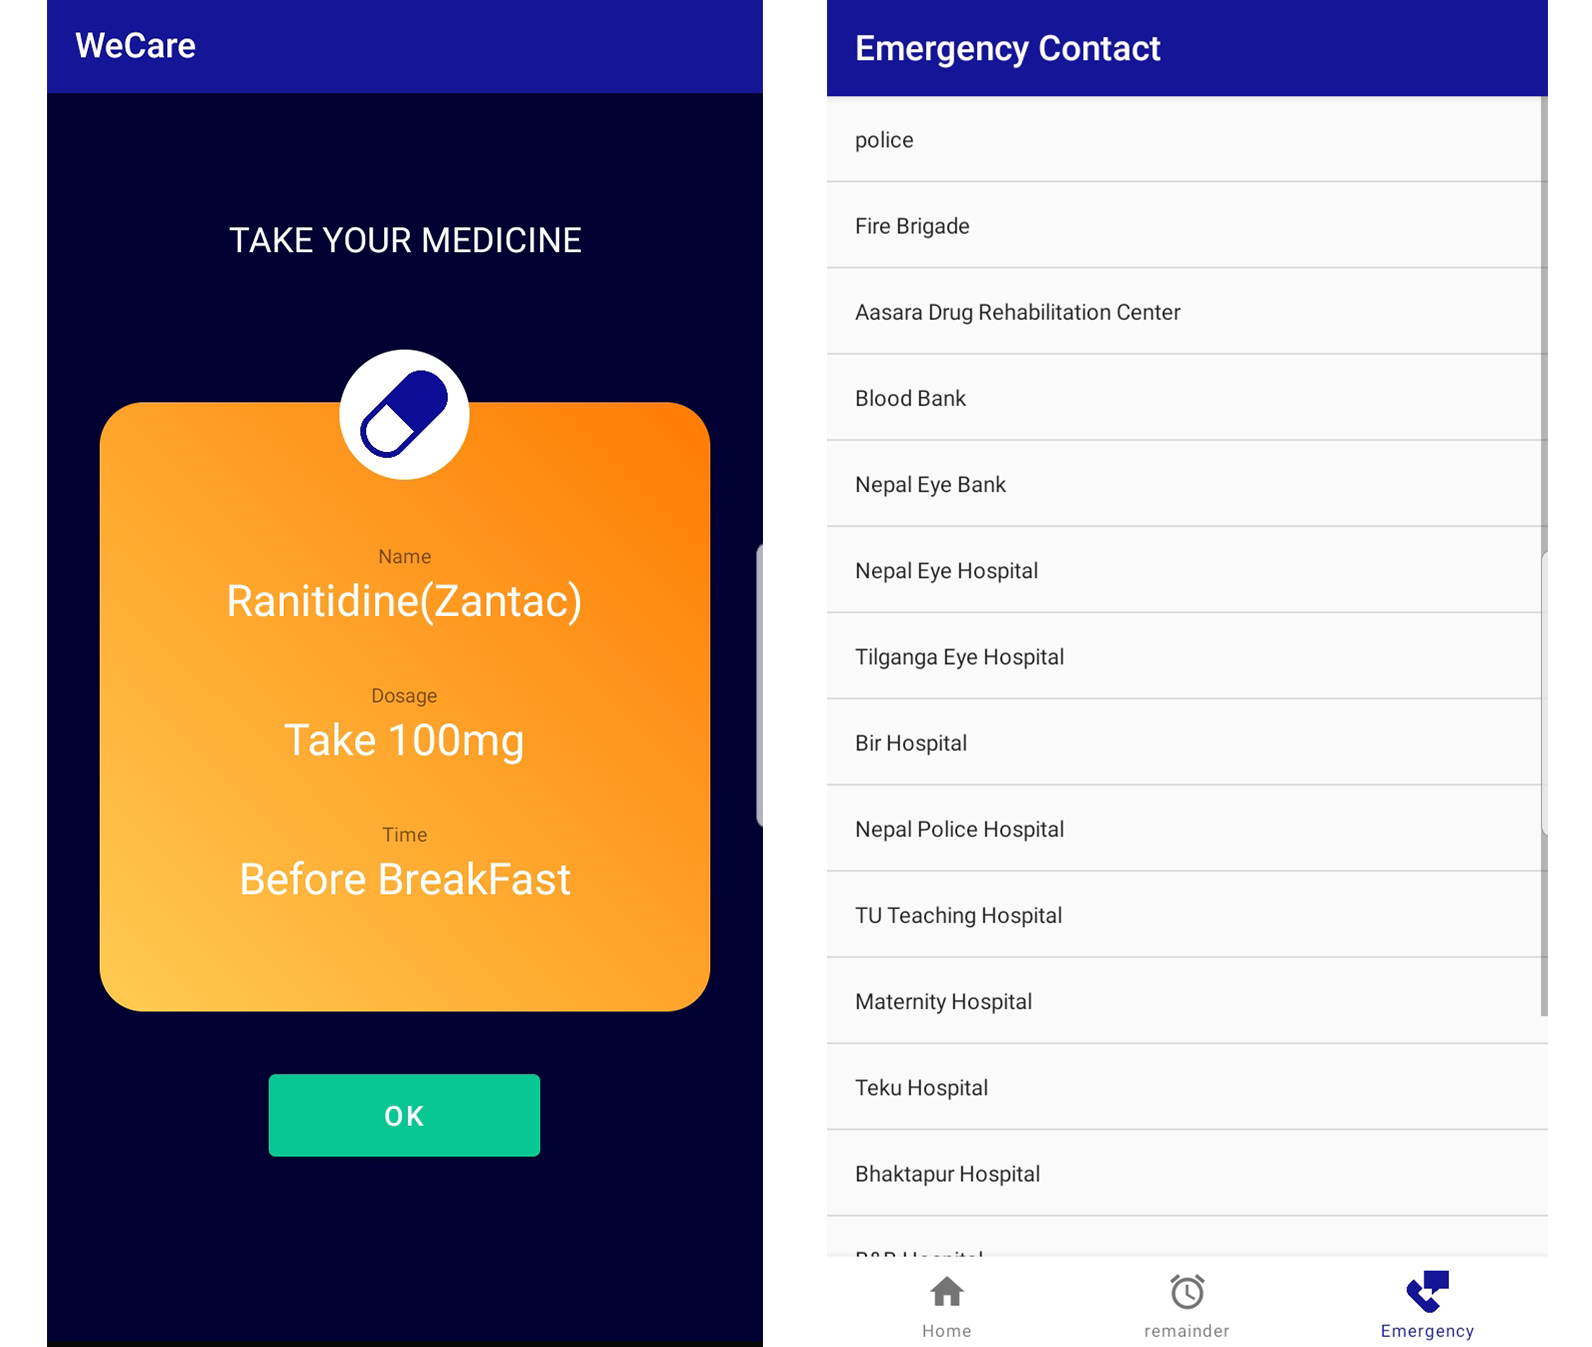 WeCare
TAKE YOUR MEDICINE
Name
Ranitidine(Zantac)
Dosage
Take 100mg
Time
Before BreakFast
OK
Emergency Contact
police
Fire Brigade
Aasara Drug Rehabilitation Center
Blood Bank
Nepal Eye Bank
Nepal Eye Hospital
Tilganga Eye Hospital
Bir Hospital
Nepal Police Hospital
TU Teaching Hospital
Maternity Hospital
Teku Hospital
Bhaktapur Hospital
Hospital
Home
remainder
Emergency